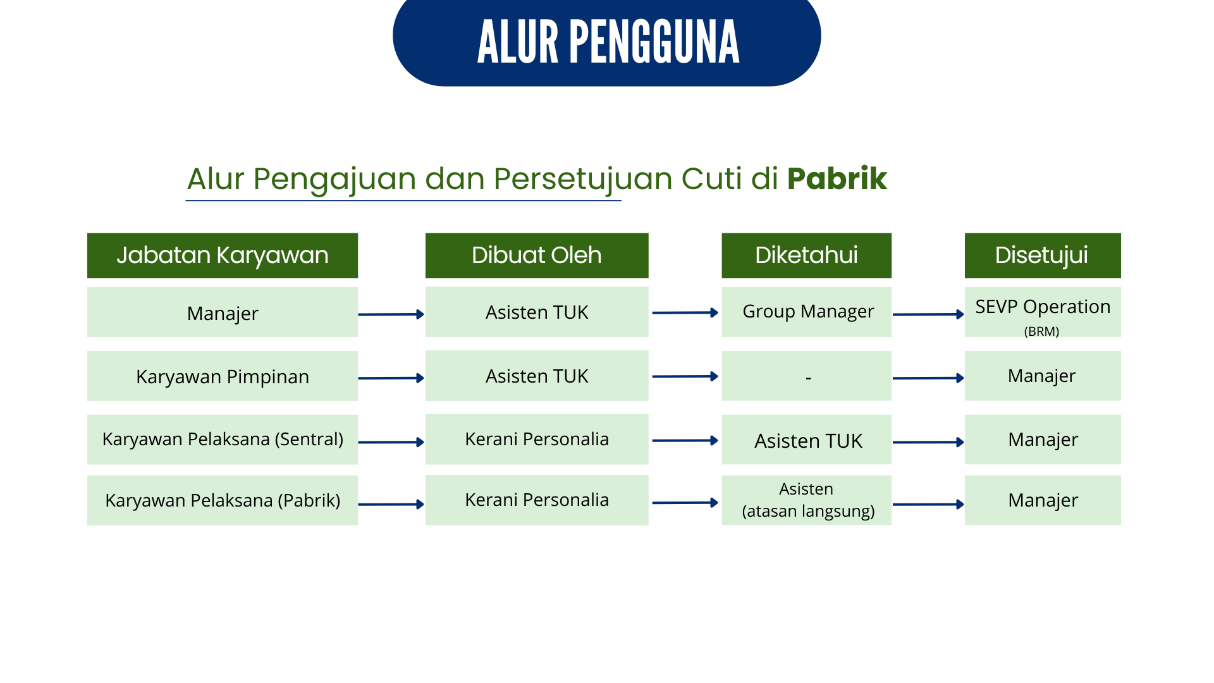 ALUR PENGGUNA
Alur Pengajuan dan Persetujuan Cuti di Pabrik
Jabatan Karyawan Dibuat Oleh Diketahui Disetujui
Manajer Asisten TUK Group Manager SEVP Operation
(BRM)
Karyawan Pimpinan Asisten TUK - Manajer
Karyawan Pelaksana (Sentral) Kerani Personalia Asisten TUK Manajer
Karyawan Pelaksana (Pabrik) Kerani Personalia Asisten
(atasan langsung) Manajer